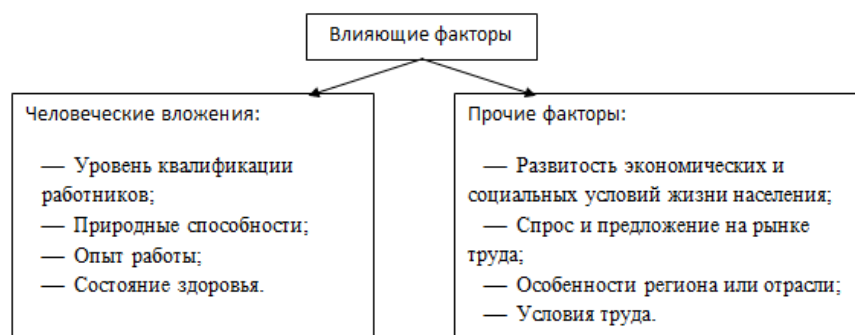 Влияющие факторы
Человеческие вложения:
— Уровень квалификации
работников;
— Природные способности;
— Опыт работы;
— Состояние здоровья.
Прочие факторы:
— Развитость экономических и
социальных условий жизни населения;
— Спрос и предложение на рынке
труда;
— Особенности региона или отрасли;
— Условия труда.